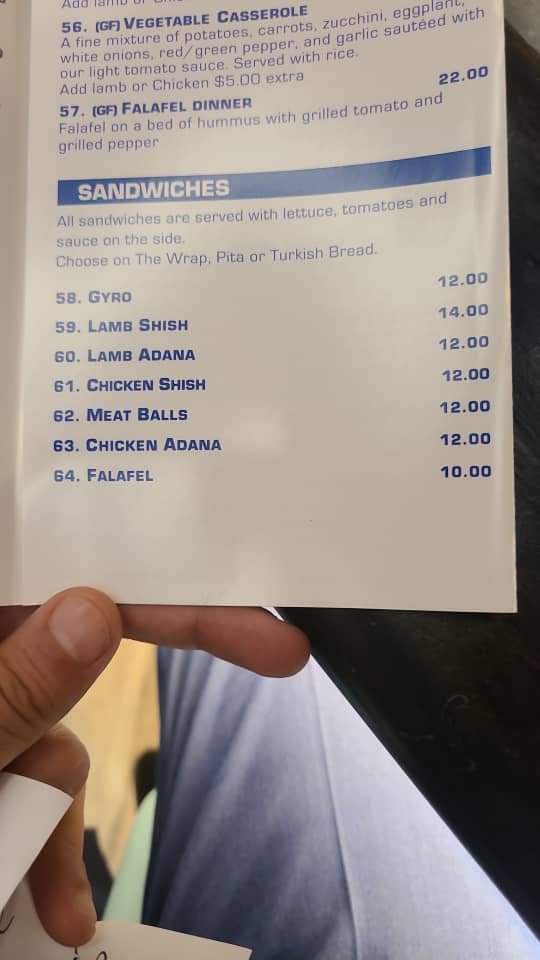 Add lamb or
56. (GF) VEGETABLE CASSEROLE
A fine mixture of potatoes, carrots, zucchini, eggplant,
white onions, red/green pepper, and garlic sautéed with
our light tomato sauce. Served with rice.
Add lamb or Chicken $5.00 extra
57. (GF) FALAFEL DINNER 22.00
Falafel on a bed of hummus with grilled tomato and
grilled pepper
SANDWICHES
All sandwiches are served with lettuce, tomatoes and
sauce on the side.
Choose on The Wrap, Pita or Turkish Bread.
58. GYRO 12.00
59. LAMB SHISH 14.00
60. LAMB ADANA 12.00
61. CHICKEN SHISH 12.00
62. MEAT BALLS 12.00
63. CHICKEN ADANA 12.00
64. FALAFEL 10.00